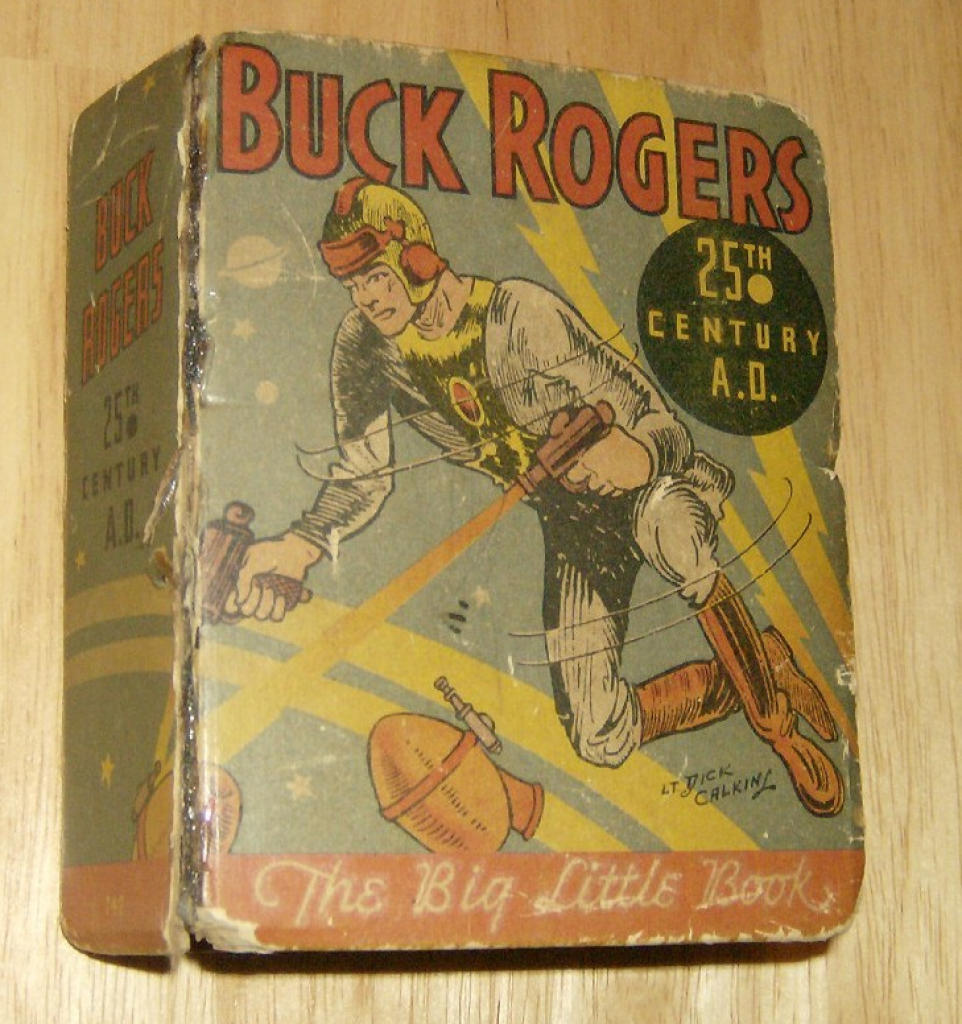 BUCK ROGERS
25TH
CENTURY
A.D.
LT DICK
CALKINS
The Big Little Book
BUCK
ROGERS
25TH
CENTURY
A.D.